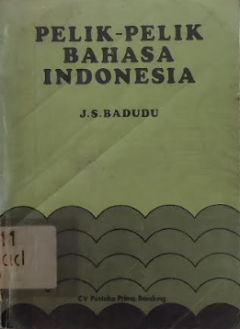 PELIK-PELIK
BAHASA
INDONESIA
J.S.BADUDU
CV Pustaka Prima Bandung